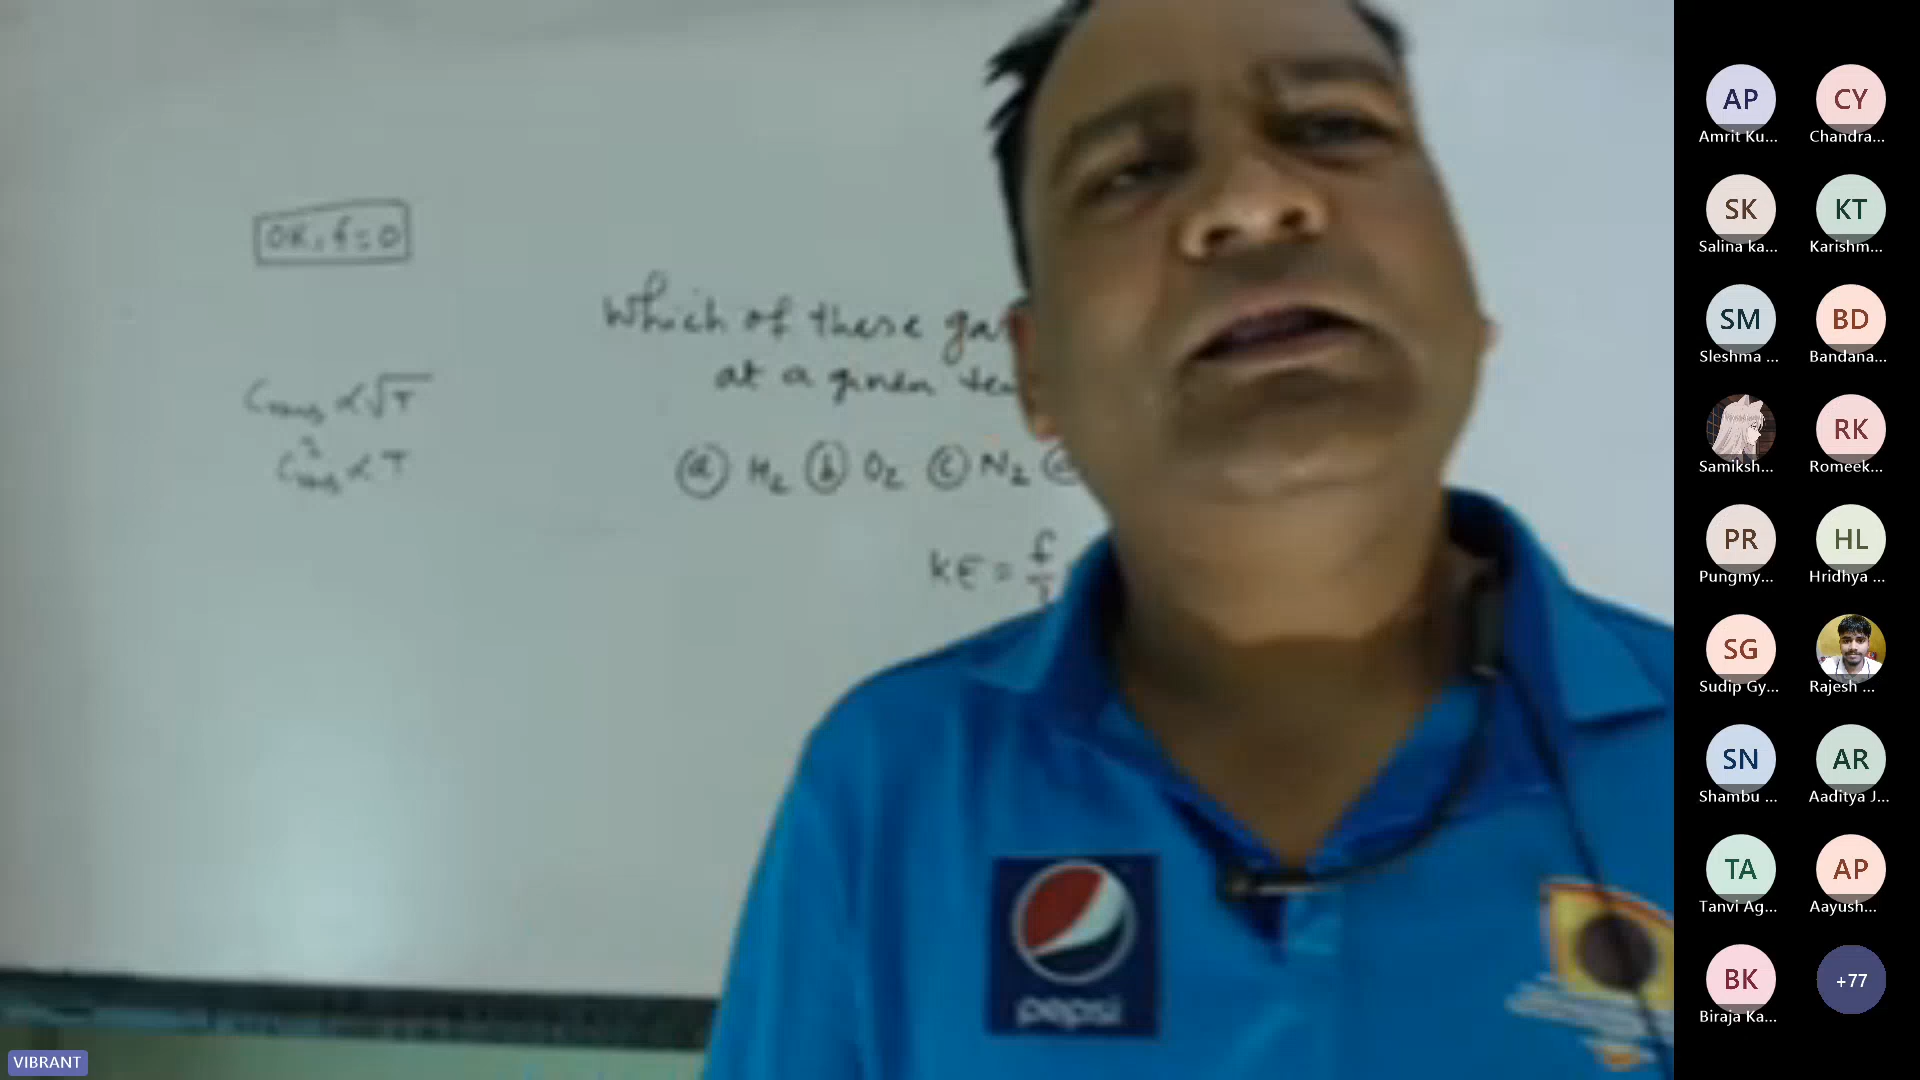 0K, f = 0
Which of these ga
at a given te
Crms ∝ √T
C²rms ∝ T
ⓐ H₂ ⓑ O₂ ⓒ N₂
KE = f
pepsi
VIBRANT
AP CY
Amrit Ku... Chandra...
SK KT
Salina ka... Karishm...
SM BD
Sleshma ... Bandana...
RK
Samiksh... Romeek...
PR HL
Pungmy... Hridhya ...
SG
Sudip Gy... Rajesh ...
SN AR
Shambu ... Aaditya J...
TA AP
Tanvi Ag... Aayush...
BK +77
Biraja Ka...